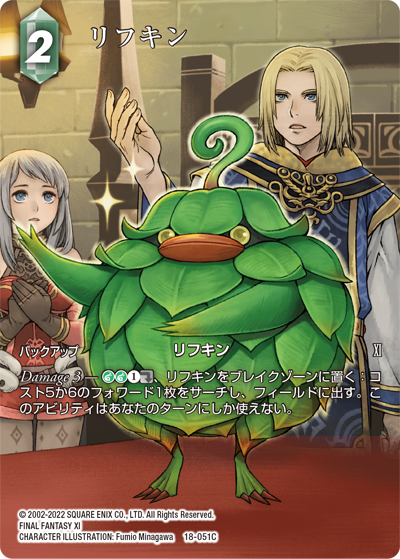 2
リフキン
バックアップ リフキン XI
Damage 3 — 6 6 1、リフキンをブレイクゾーンに置く：コ
スト5か6のフォワード1枚をサーチし、フィールドに出す。こ
のアビリティはあなたのターンにしか使えない。
© 2002-2022 SQUARE ENIX CO., LTD. All Rights Reserved.
FINAL FANTASY XI
CHARACTER ILLUSTRATION: Fumio Minagawa 18-051C